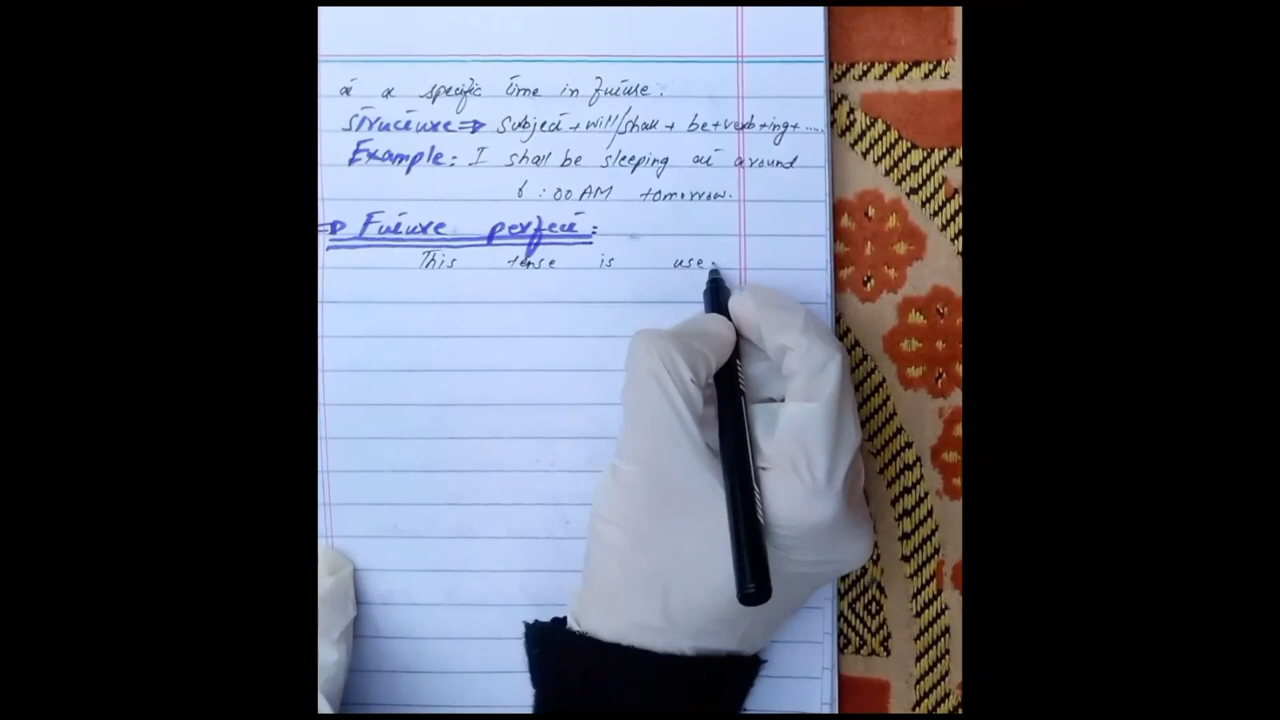 at a specific time in future.
Structure⇒ Subject+will/shall+ be+verb+ing+....
Example: I shall be sleeping at around
6:00 AM tomorrow.
⇒ Future perfect:
This tense is use